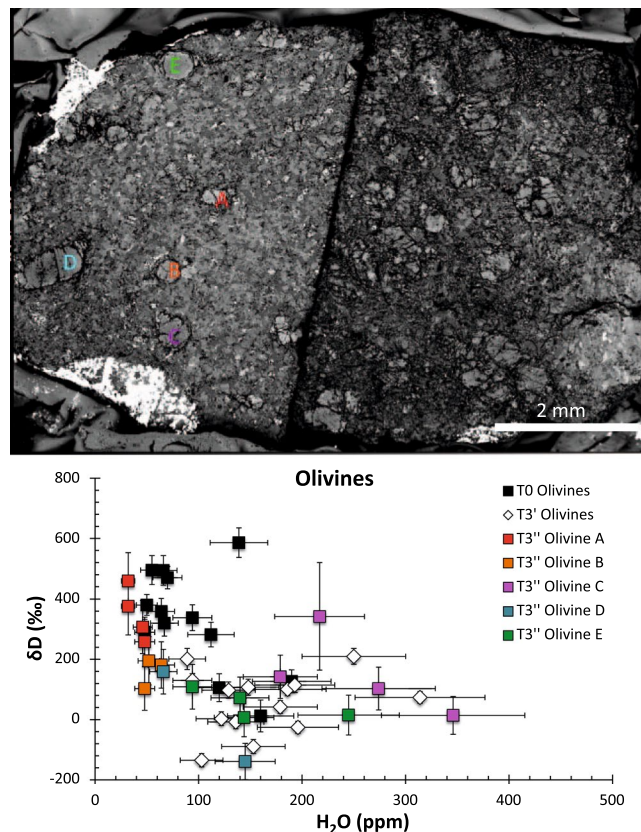 E
A
D
B
C
2 mm
Olivines
800
600
400
200
0
-200
δD (‰)
T0 Olivines
T3' Olivines
T3'' Olivine A
T3'' Olivine B
T3'' Olivine C
T3'' Olivine D
T3'' Olivine E
0
100
200
300
400
500
H₂O (ppm)